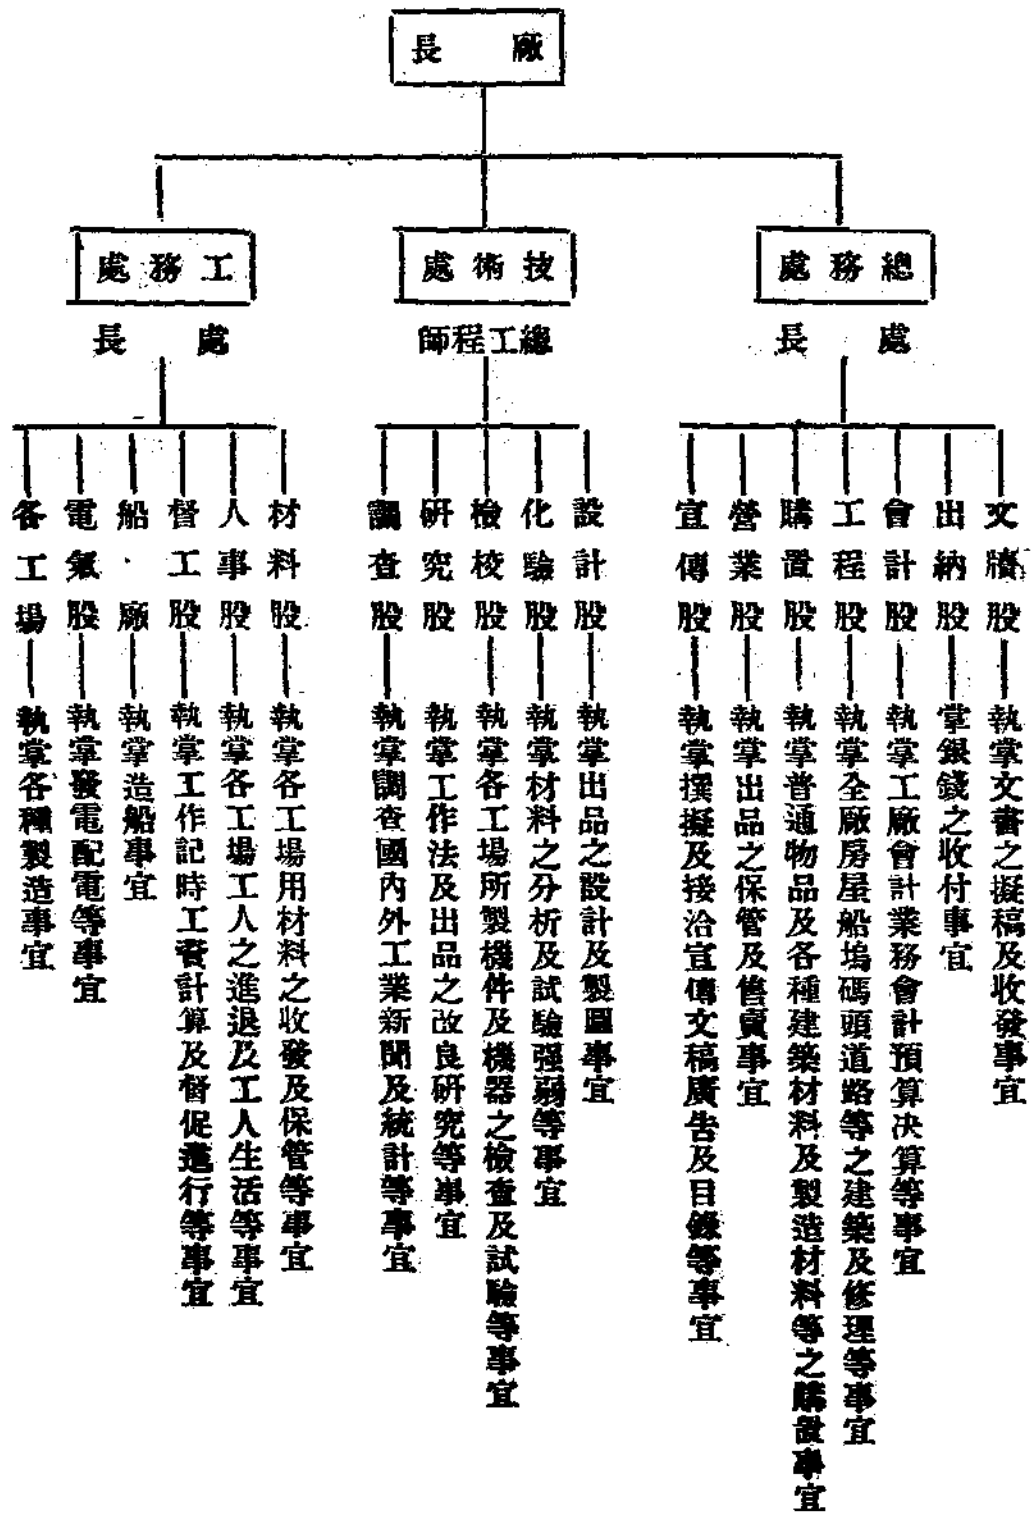 廠長
總務處
處長
文牘股
執掌文書之擬稿及收發事宜
出納股
掌銀錢之收付事宜
會計股
執掌工廠會計業務會計預算決算等事宜
工程股
執掌全廠房屋船塢碼頭道路等之建築及修理等事宜
購置股
執掌普通物品及各種建築材料及製造材料等之購置事宜
營業股
執掌出品之保管及售賣事宜
宣傳股
執掌撰擬及接洽宣傳文稿廣告及目錄等事宜
技術處
總工程師
設計股
執掌出品之設計及製圖事宜
化驗股
執掌材料之分析及試驗强弱等事宜
檢校股
執掌各工場所製機件及機器之檢查及試驗等事宜
研究股
執掌工作法及出品之改良研究等事宜
調查股
執掌調查國內外工業新聞及統計等事宜
工務處
處長
材料股
執掌各工場用材料之收發及保管等事宜
人事股
執掌各工場工人之進退及工人生活等事宜
督工股
執掌工作記時工資計算及督促進行等事宜
船廠
執掌造船事宜
電氣股
執掌發電配電等事宜
各工場
執掌各種製造事宜